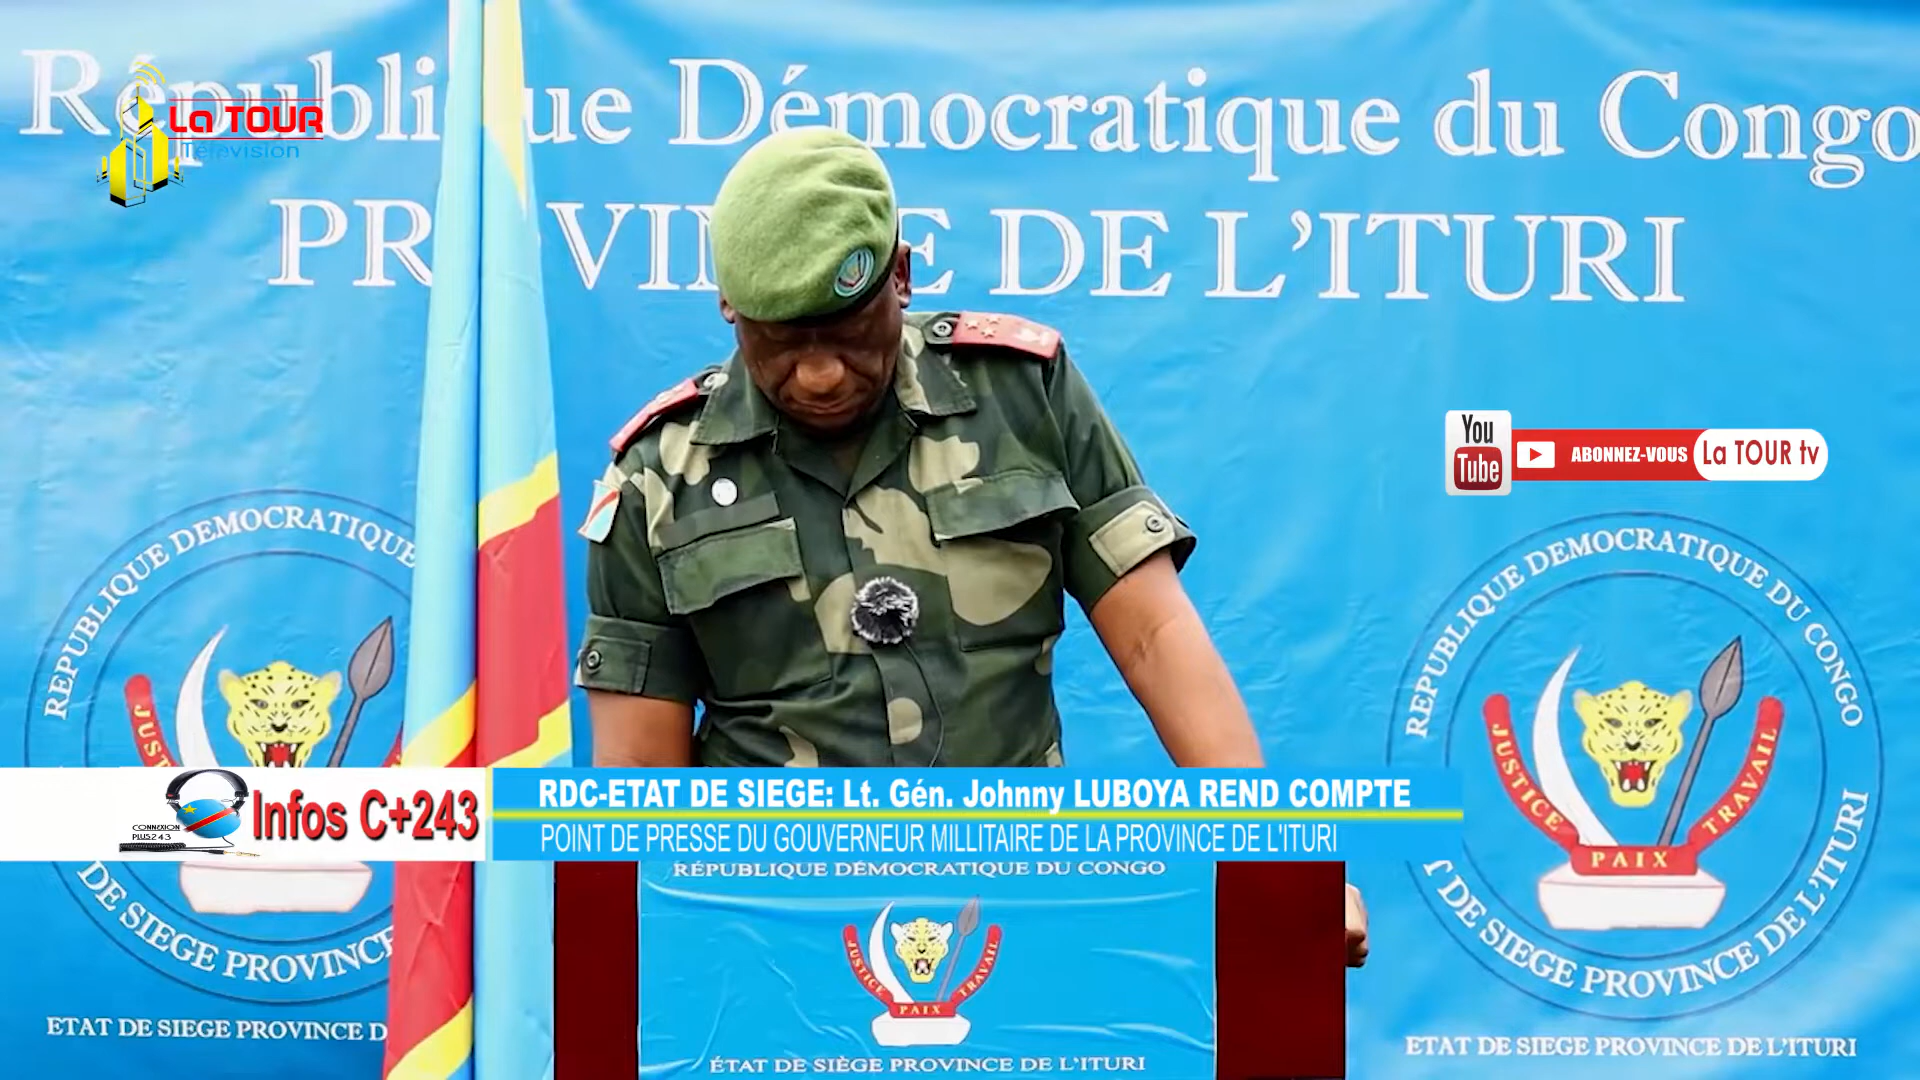 République Démocratique du Congo
PROVINCE DE L'ITURI
La TOUR
Télévision
You
Tube
ABONNEZ-VOUS
La TOUR tv
REPUBLIQUE DEMOCRATIQUE
JUSTICE
DE SIEGE PROVINCE
ETAT DE SIEGE PROVINCE D
REPUBLIQUE DEMOCRATIQUE DU CONGO
JUSTICE
TRAVAIL
PAIX
T DE SIEGE PROVINCE DE L'ITURI
ETAT DE SIEGE PROVINCE DE L'ITURI
CONNEXION
PLUS243
Infos C+243
RDC-ETAT DE SIEGE: Lt. Gén. Johnny LUBOYA REND COMPTE
POINT DE PRESSE DU GOUVERNEUR MILLITAIRE DE LA PROVINCE DE L'ITURI
RÉPUBLIQUE DÉMOCRATIQUE DU CONGO
JUSTICE
TRAVAIL
PAIX
ÉTAT DE SIÈGE PROVINCE DE L'ITURI